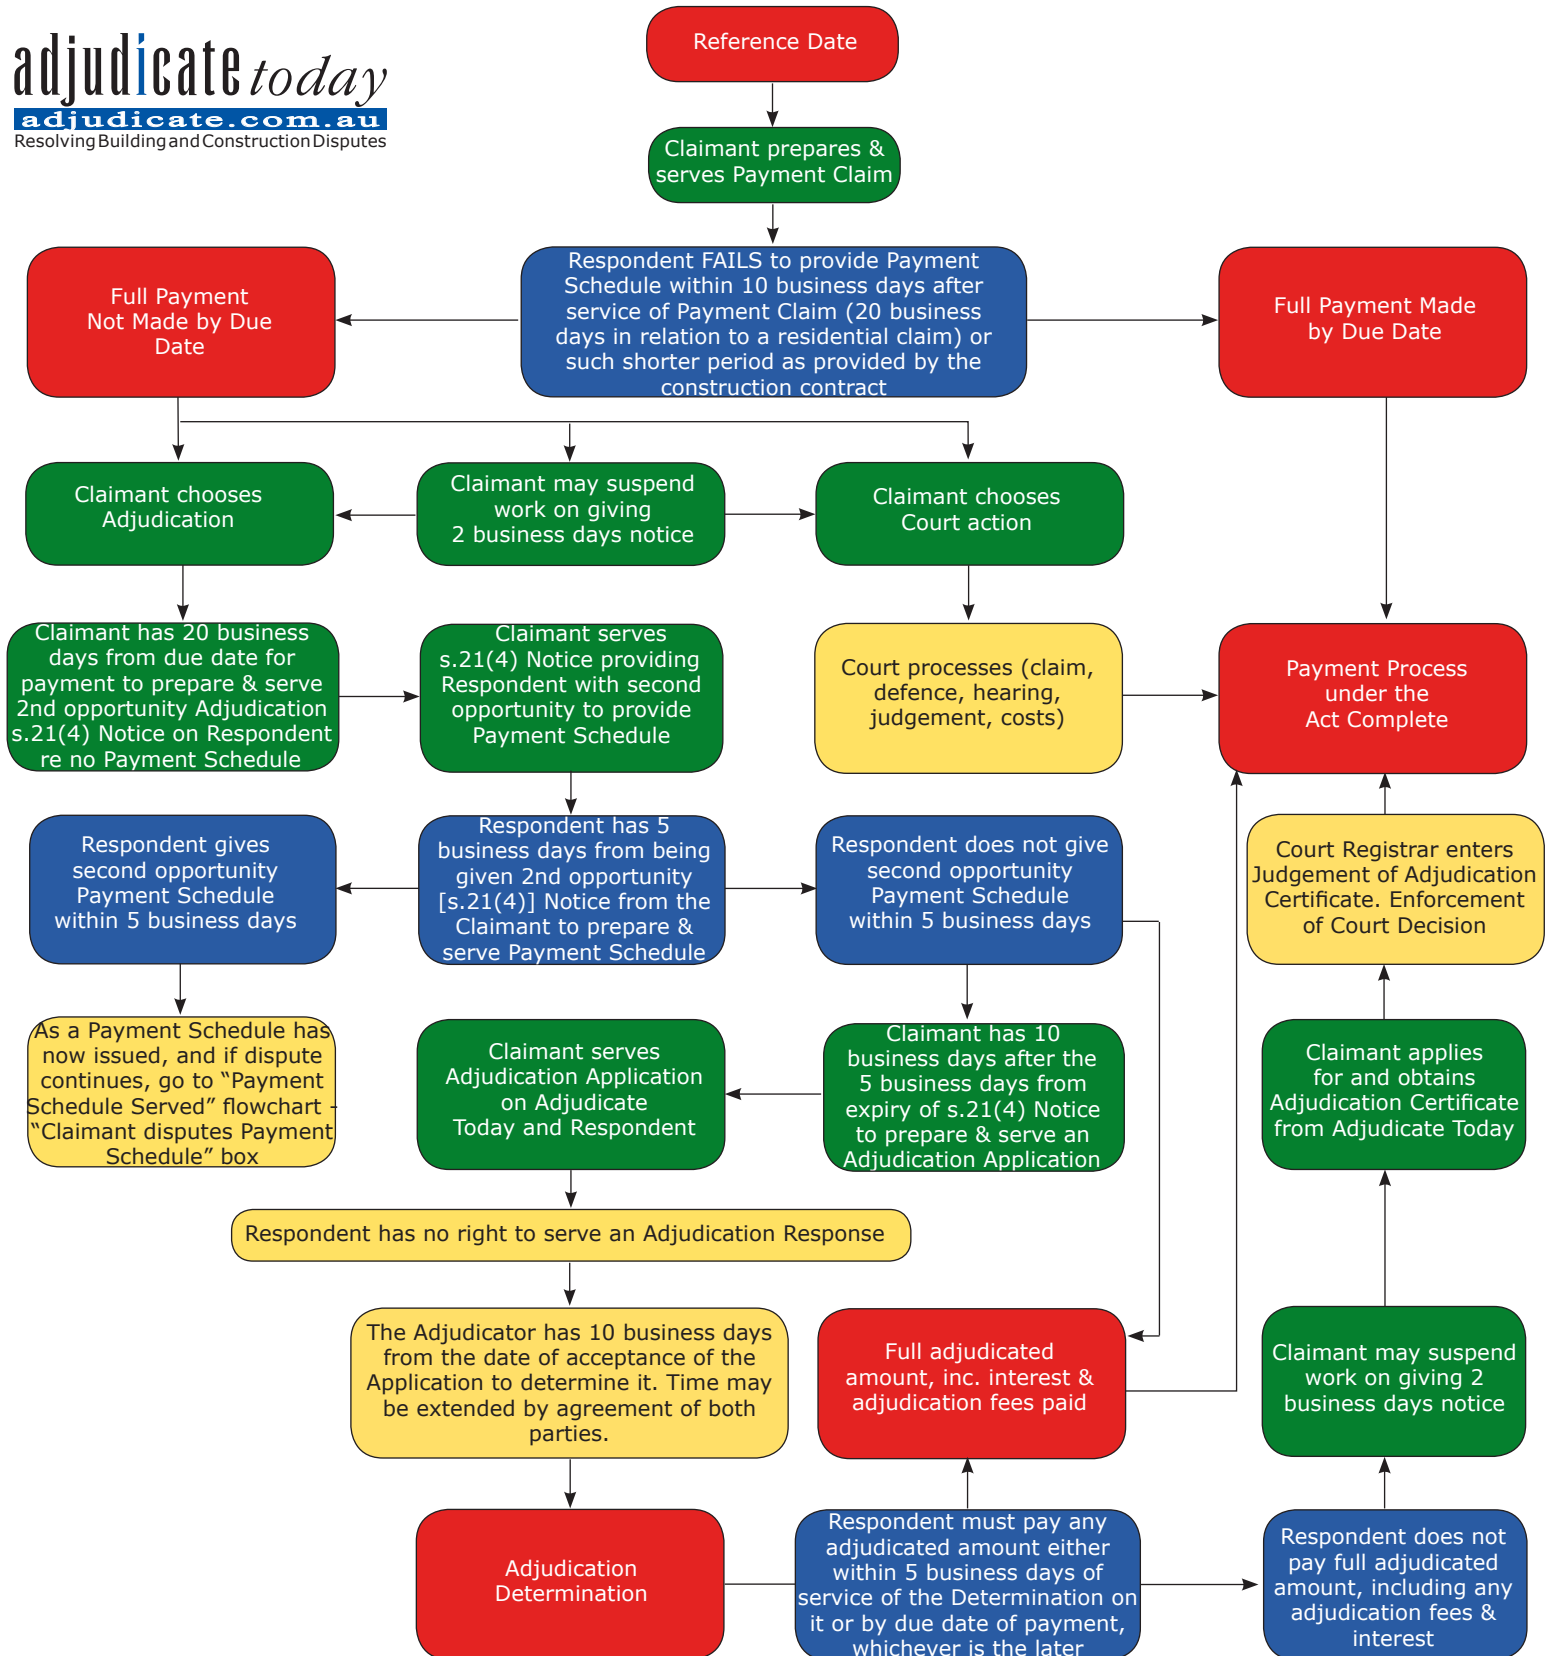 adjudicate today
adjudicate.com.au
Resolving Building and Construction Disputes
Reference Date
Claimant prepares &
serves Payment Claim
Full Payment
Not Made by Due
Date
Respondent FAILS to provide Payment
Schedule within 10 business days after
service of Payment Claim (20 business
days in relation to a residential claim) or
such shorter period as provided by the
construction contract
Full Payment Made
by Due Date
Claimant chooses
Adjudication
Claimant may suspend
work on giving
2 business days notice
Claimant chooses
Court action
Claimant has 20 business
days from due date for
payment to prepare & serve
2nd opportunity Adjudication
s.21(4) Notice on Respondent
re no Payment Schedule
Claimant serves
s.21(4) Notice providing
Respondent with second
opportunity to provide
Payment Schedule
Court processes (claim,
defence, hearing,
judgement, costs)
Payment Process
under the
Act Complete
Respondent gives
second opportunity
Payment Schedule
within 5 business days
Respondent has 5
business days from being
given 2nd opportunity
[s.21(4)] Notice from the
Claimant to prepare &
serve Payment Schedule
Respondent does not give
second opportunity
Payment Schedule
within 5 business days
Court Registrar enters
Judgement of Adjudication
Certificate. Enforcement
of Court Decision
As a Payment Schedule has
now issued, and if dispute
continues, go to “Payment
Schedule Served” flowchart -
“Claimant disputes Payment
Schedule” box
Claimant serves
Adjudication Application
on Adjudicate
Today and Respondent
Claimant has 10
business days after the
5 business days from
expiry of s.21(4) Notice
to prepare & serve an
Adjudication Application
Claimant applies
for and obtains
Adjudication Certificate
from Adjudicate Today
Respondent has no right to serve an Adjudication Response
The Adjudicator has 10 business days
from the date of acceptance of the
Application to determine it. Time may
be extended by agreement of both
parties.
Full adjudicated
amount, inc. interest &
adjudication fees paid
Claimant may suspend
work on giving 2
business days notice
Adjudication
Determination
Respondent must pay any
adjudicated amount either
within 5 business days of
service of the Determination on
it or by due date of payment,
whichever is the later
Respondent does not
pay full adjudicated
amount, including any
adjudication fees &
interest